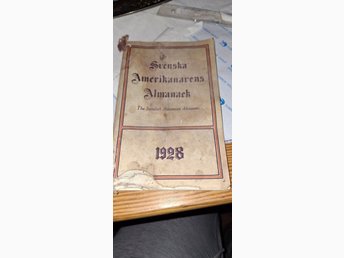 Svenska
Amerikanarens
Almanack
The Swedish American Almanac
1928